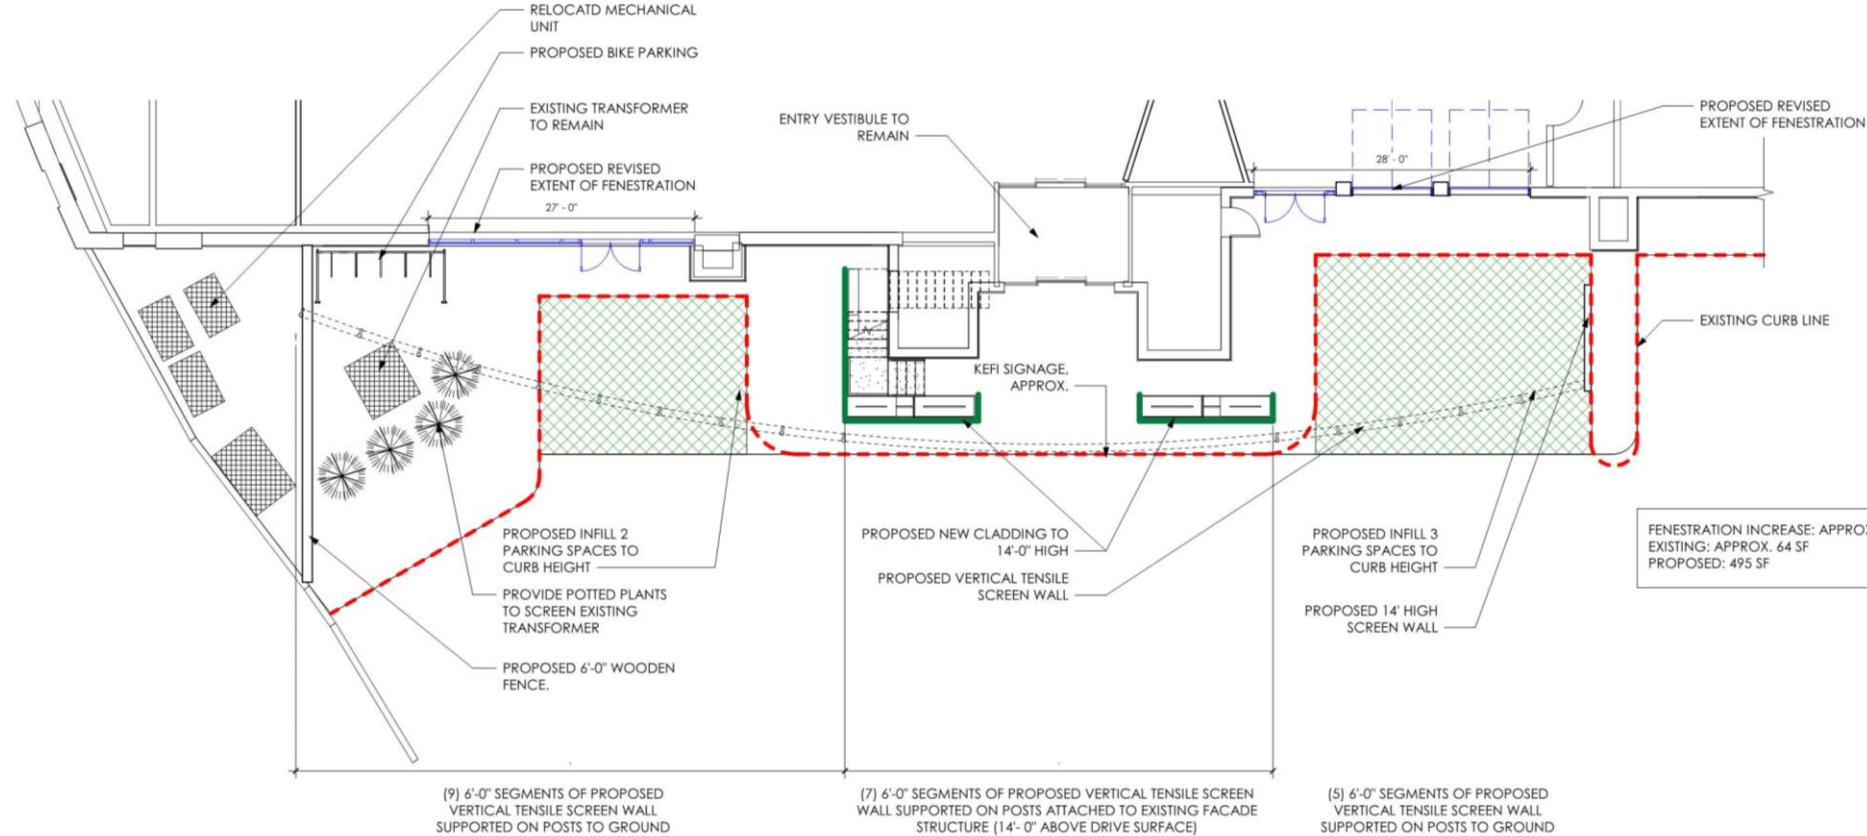 RELOCATD MECHANICAL
UNIT
PROPOSED BIKE PARKING
EXISTING TRANSFORMER
TO REMAIN
PROPOSED REVISED
EXTENT OF FENESTRATION
27' - 0"
ENTRY VESTIBULE TO
REMAIN
28' - 0"
PROPOSED REVISED
EXTENT OF FENESTRATION
EXISTING CURB LINE
KEFI SIGNAGE,
APPROX.
PROPOSED INFILL 2
PARKING SPACES TO
CURB HEIGHT
PROVIDE POTTED PLANTS
TO SCREEN EXISTING
TRANSFORMER
PROPOSED 6'-0" WOODEN
FENCE.
PROPOSED NEW CLADDING TO
14'-0" HIGH
PROPOSED VERTICAL TENSILE
SCREEN WALL
PROPOSED INFILL 3
PARKING SPACES TO
CURB HEIGHT
PROPOSED 14' HIGH
SCREEN WALL
FENESTRATION INCREASE: APPROX
EXISTING: APPROX. 64 SF
PROPOSED: 495 SF
(9) 6'-0" SEGMENTS OF PROPOSED
VERTICAL TENSILE SCREEN WALL
SUPPORTED ON POSTS TO GROUND
(7) 6'-0" SEGMENTS OF PROPOSED VERTICAL TENSILE SCREEN
WALL SUPPORTED ON POSTS ATTACHED TO EXISTING FACADE
STRUCTURE (14'- 0" ABOVE DRIVE SURFACE)
(5) 6'-0" SEGMENTS OF PROPOSED
VERTICAL TENSILE SCREEN WALL
SUPPORTED ON POSTS TO GROUND